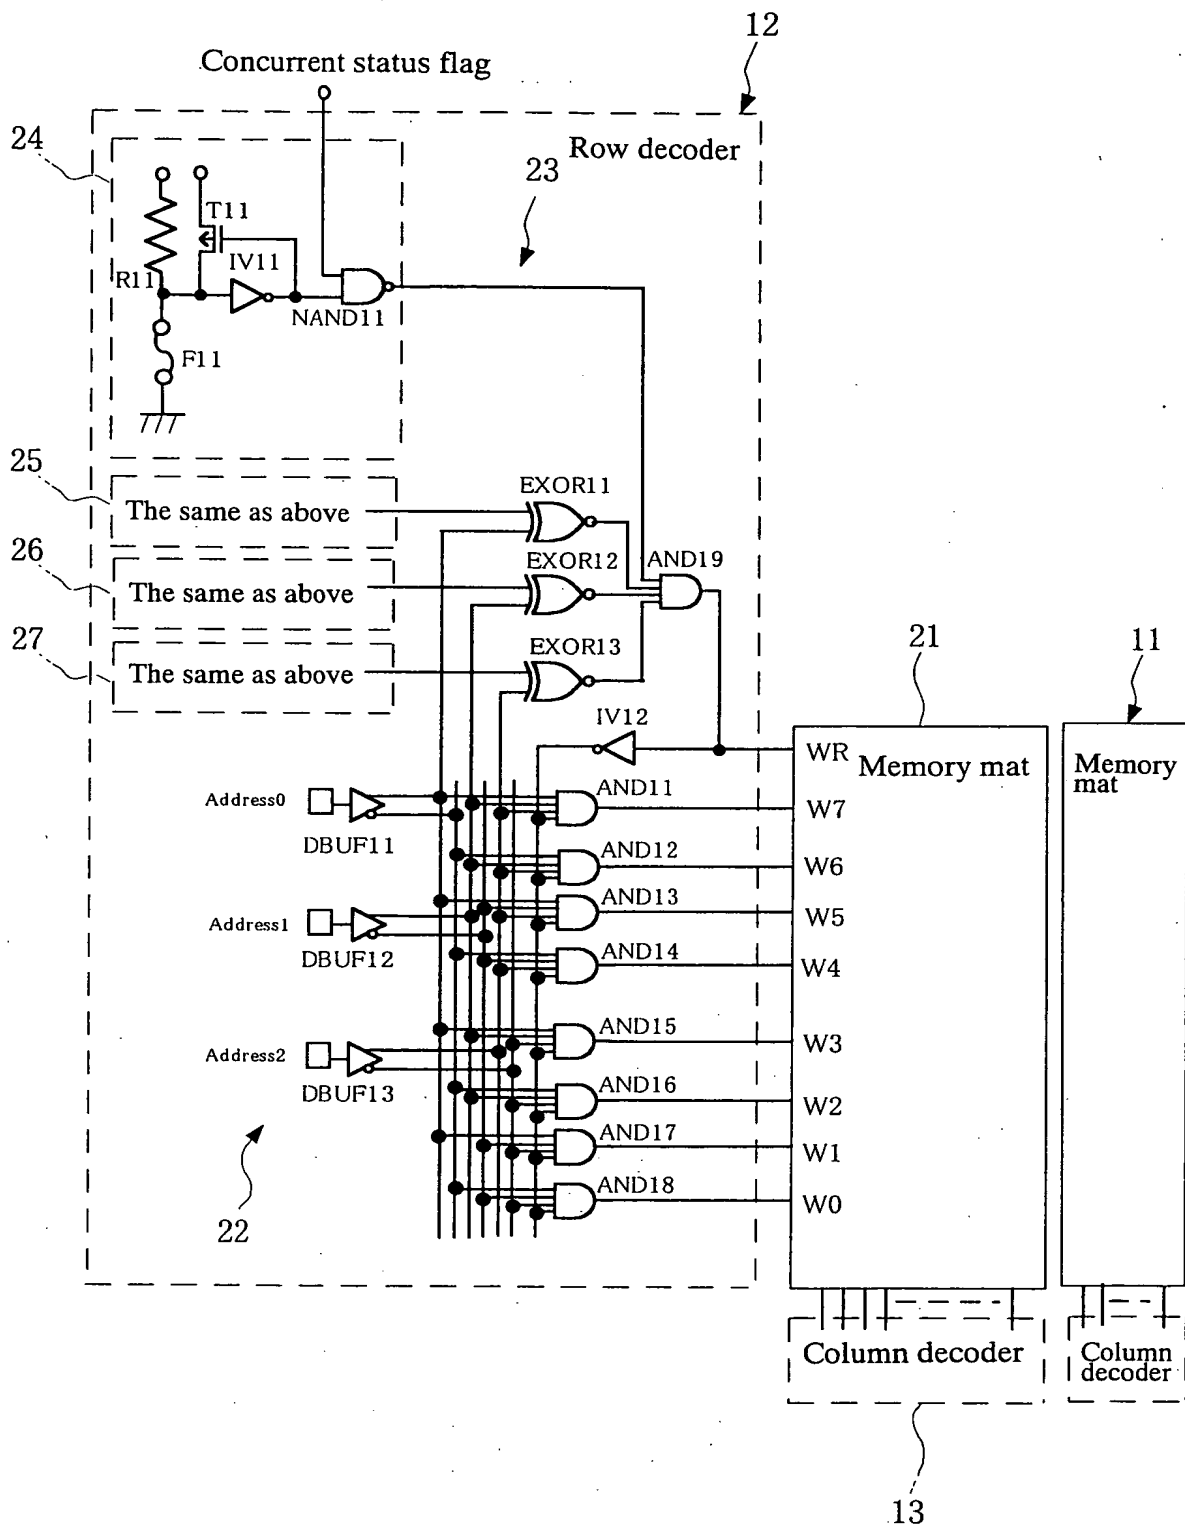 12
Concurrent status flag
24
Row decoder
23
T11
IV11
R11
NAND11
F11
25
EXOR11
The same as above
26
EXOR12
AND19
The same as above
27
EXOR13
21
11
The same as above
IV12
WR
Memory mat
Memory
mat
Address0
AND11
W7
DBUF11
AND12
W6
AND13
W5
Address1
DBUF12
AND14
W4
AND15
W3
Address2
DBUF13
AND16
W2
AND17
W1
AND18
W0
22
Column decoder
Column
decoder
13